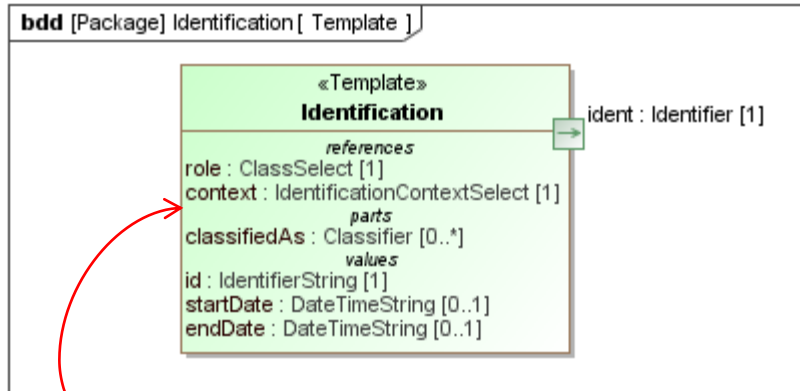 bdd [Package] Identification [ Template ]
«Template»
Identification
ident : Identifier [1]
references
role : ClassSelect [1]
context : IdentificationContextSelect [1]
parts
classifiedAs : Classifier [0..*]
values
id : IdentifierString [1]
startDate : DateTimeString [0..1]
endDate : DateTimeString [0..1]